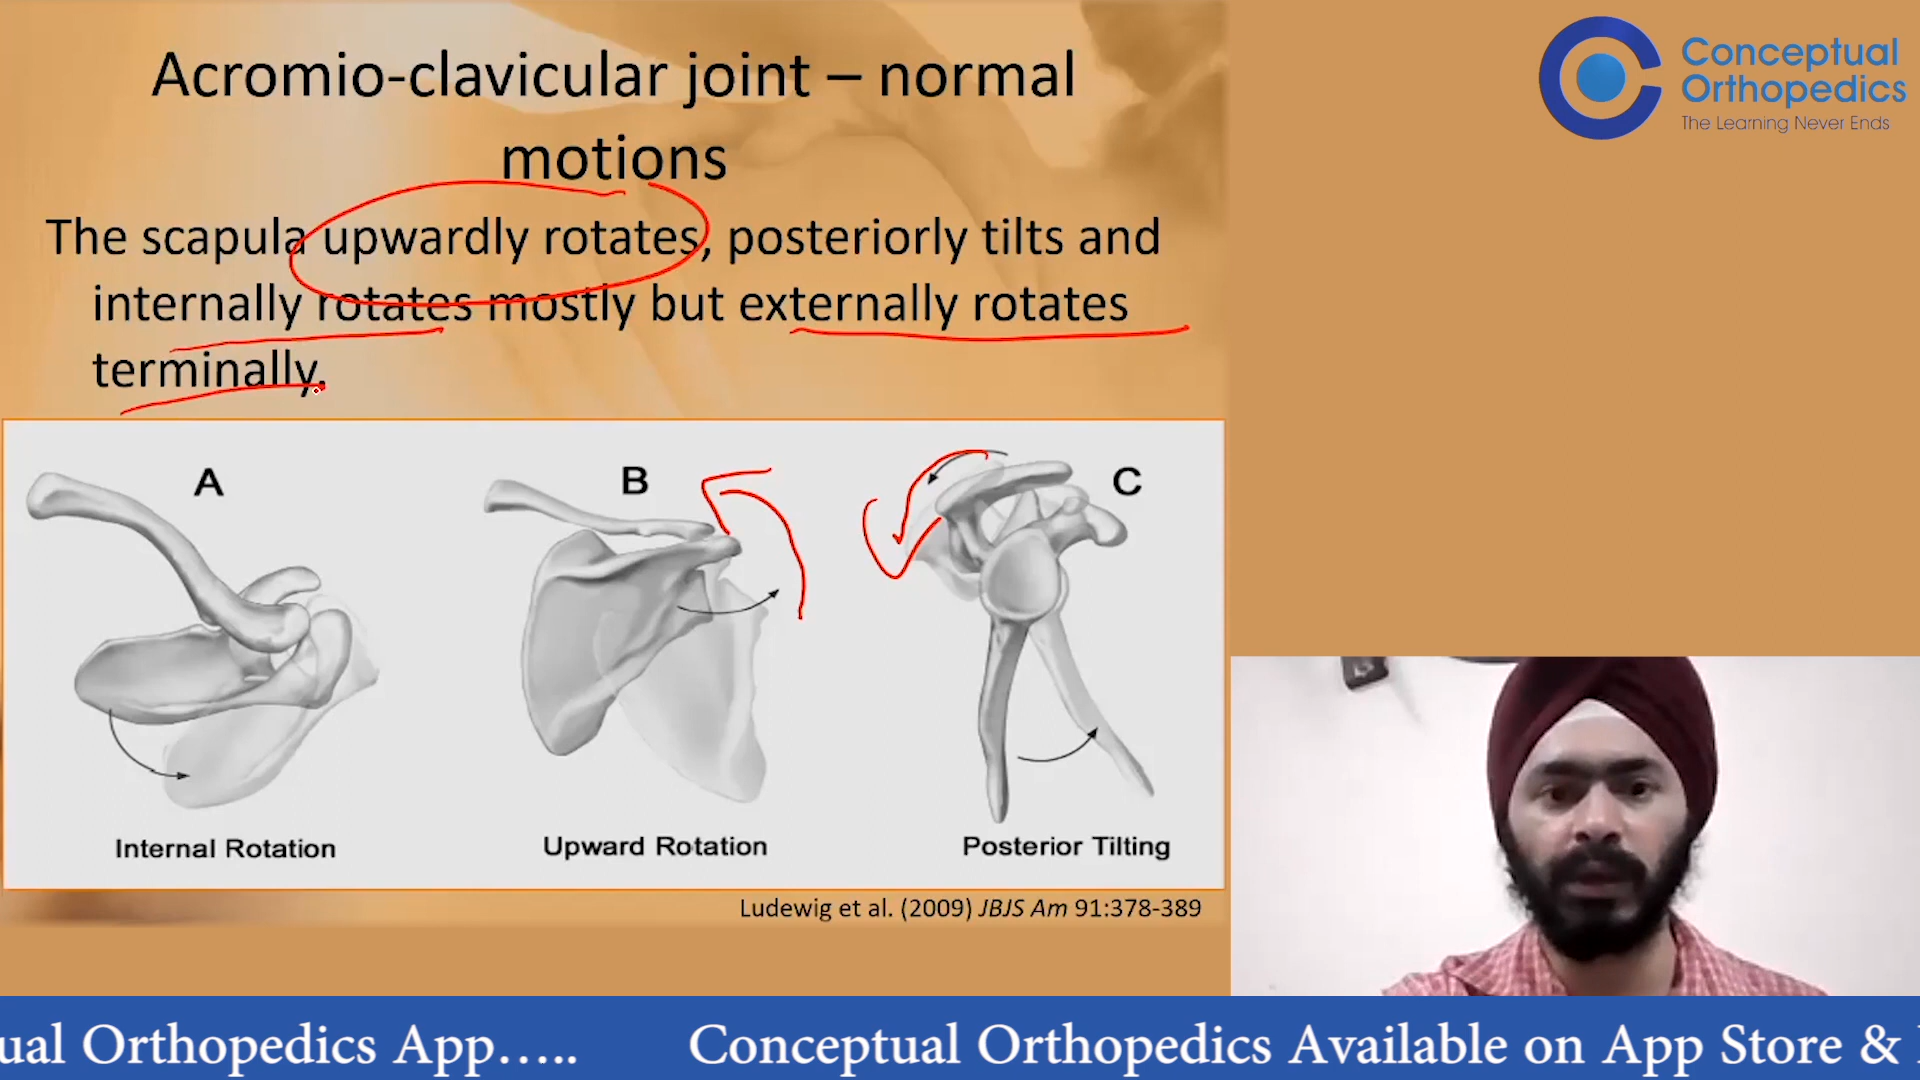 Acromio-clavicular joint – normal
motions
The scapula upwardly rotates, posteriorly tilts and
internally rotates mostly but externally rotates
terminally.
A
B
C
Internal Rotation
Upward Rotation
Posterior Tilting
Ludewig et al. (2009) JBJS Am 91:378-389
Conceptual
Orthopedics
The Learning Never Ends
ual Orthopedics App..... Conceptual Orthopedics Available on App Store &